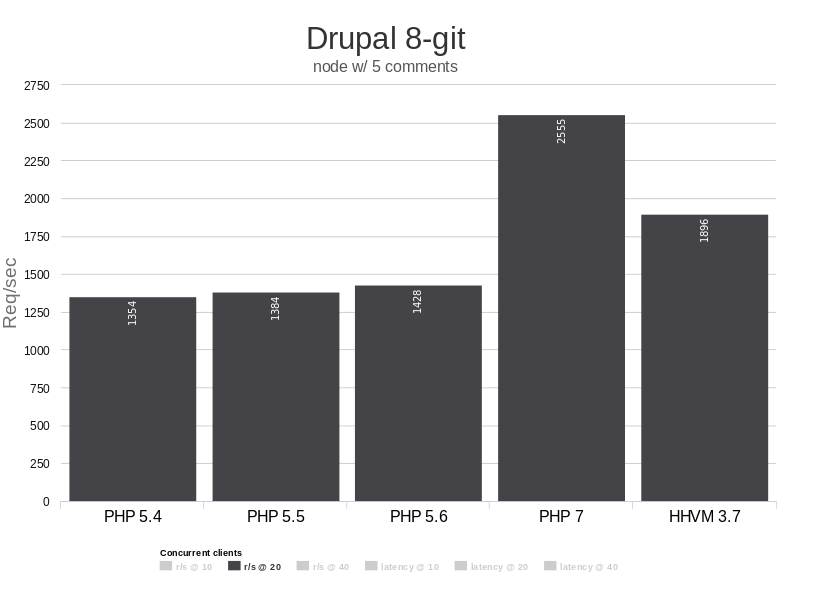 Drupal 8-git
node w/ 5 comments
Req/sec
2750
2500
2250
2000
1750
1500
1250
1000
750
500
250
0
1354
1384
1428
2555
1896
PHP 5.4 PHP 5.5 PHP 5.6 PHP 7 HHVM 3.7
Concurrent clients
r/s @ 10 r/s @ 20 r/s @ 40 latency @ 10 latency @ 20 latency @ 40